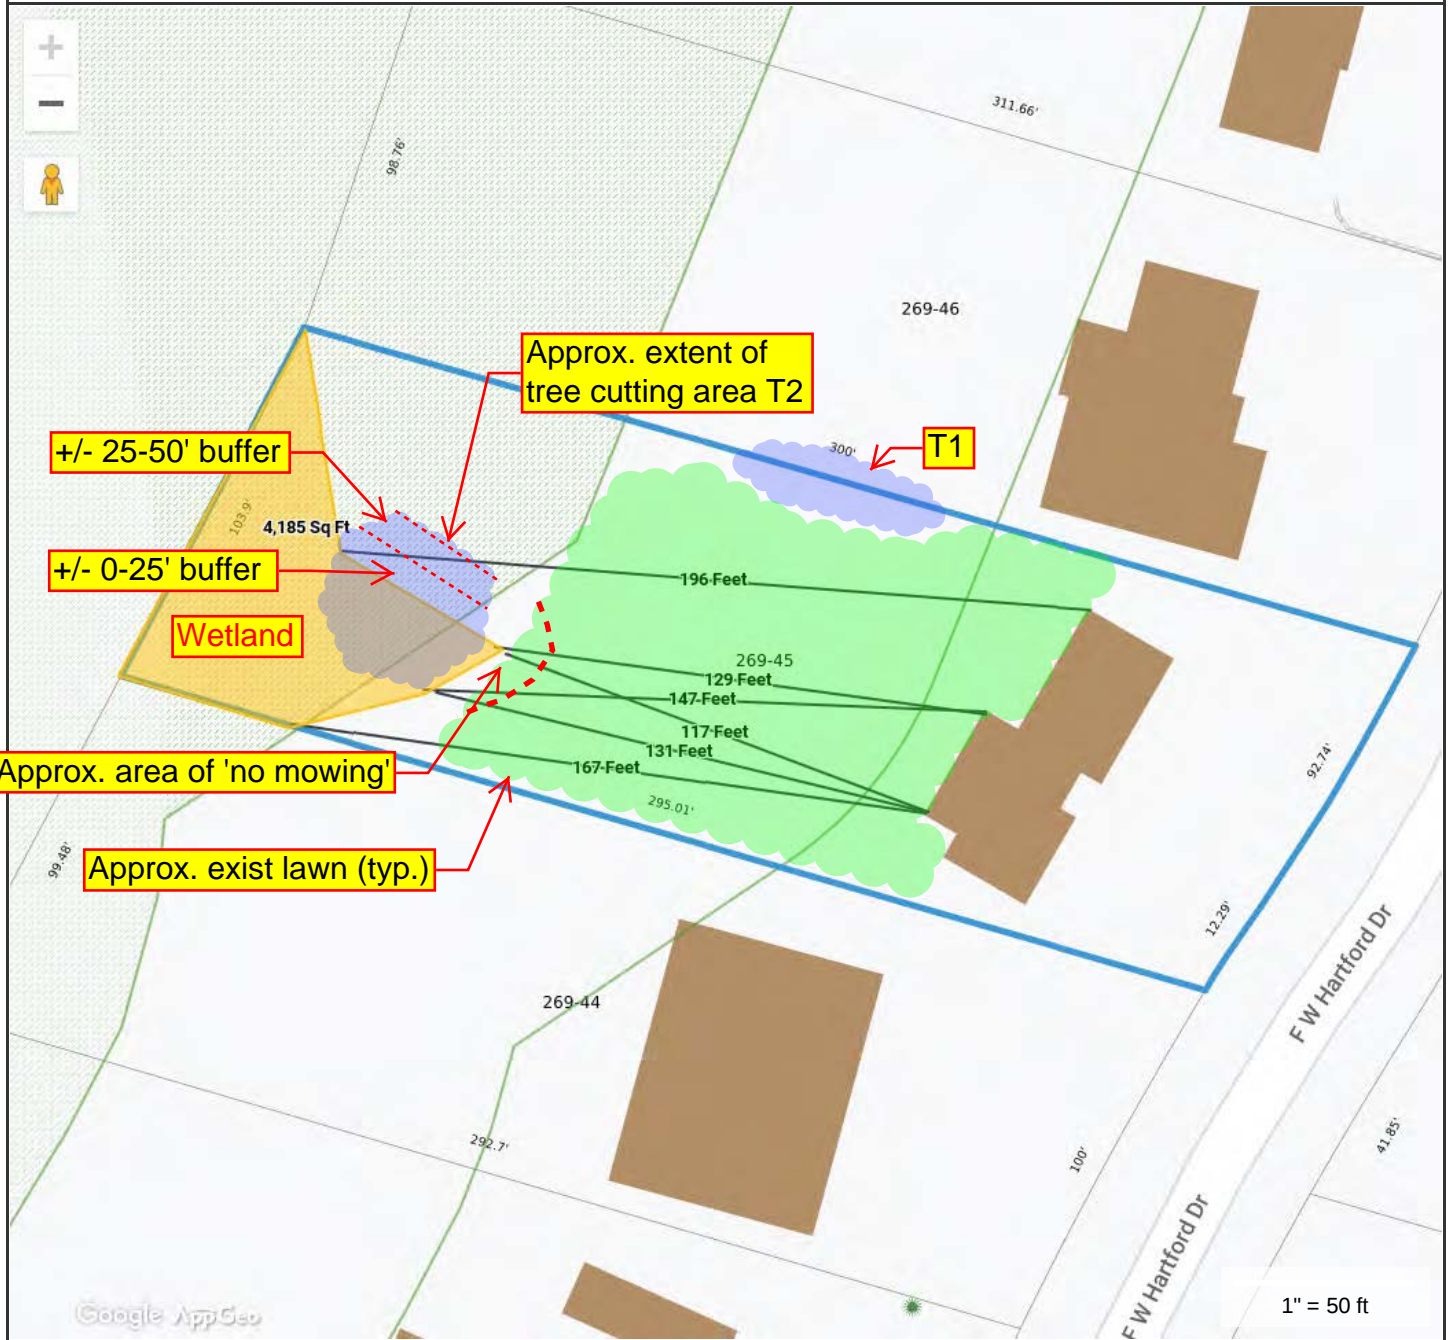 +
−
98.76'
311.66'
269-46
Approx. extent of
tree cutting area T2
+/- 25-50' buffer
300'
T1
103.9'
4,185 Sq Ft
+/- 0-25' buffer
196 Feet
Wetland
269-45
129 Feet
147 Feet
117 Feet
131 Feet
167 Feet
Approx. area of 'no mowing'
92.74'
295.01'
99.48'
Approx. exist lawn (typ.)
12.29'
F W Hartford Dr
269-44
292.7'
100'
41.85'
F W Hartford Dr
Google AppGeo
1" = 50 ft